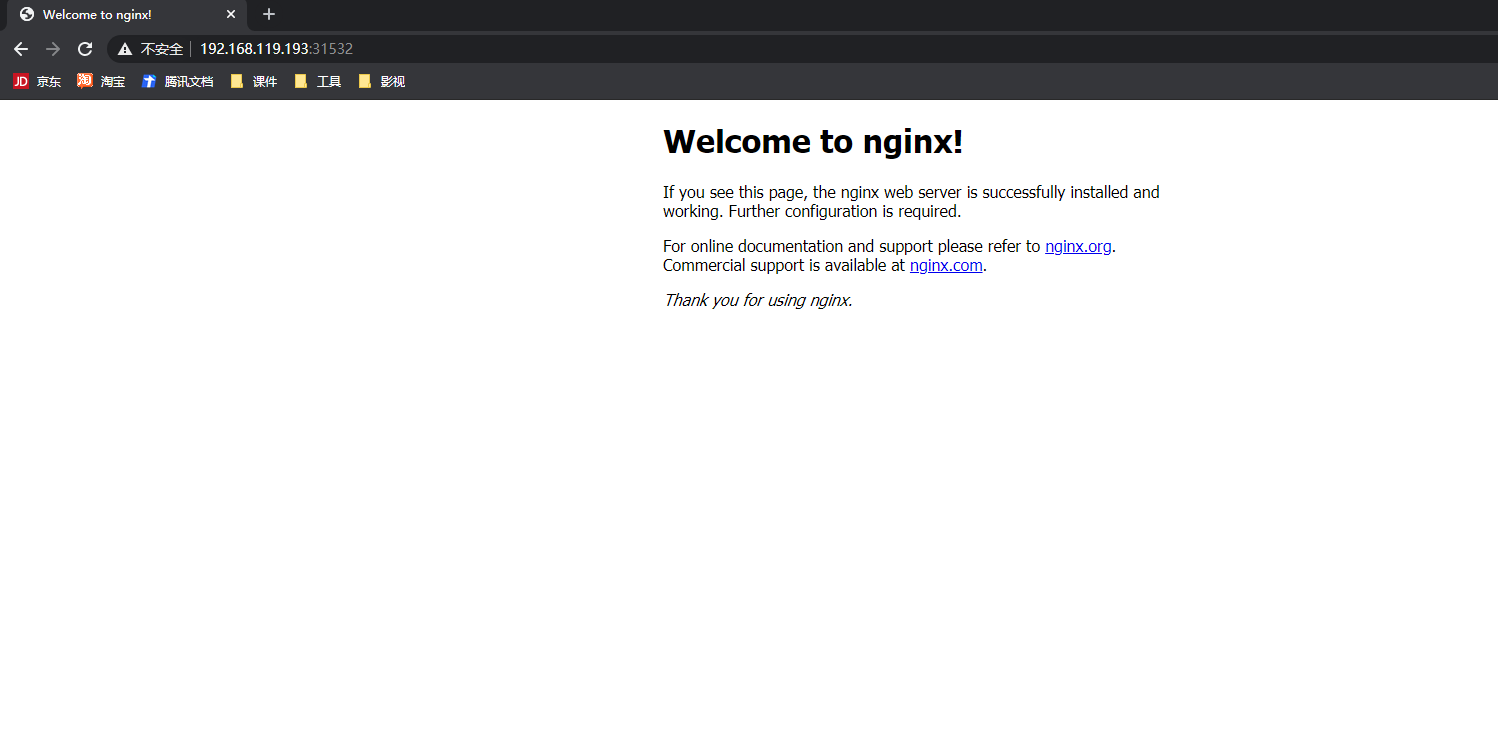 Welcome to nginx!
不安全 192.168.119.193:31532
JD 京东 淘 淘宝 腾讯文档 课件 工具 影视
Welcome to nginx!
If you see this page, the nginx web server is successfully installed and
working. Further configuration is required.
For online documentation and support please refer to nginx.org.
Commercial support is available at nginx.com.
Thank you for using nginx.